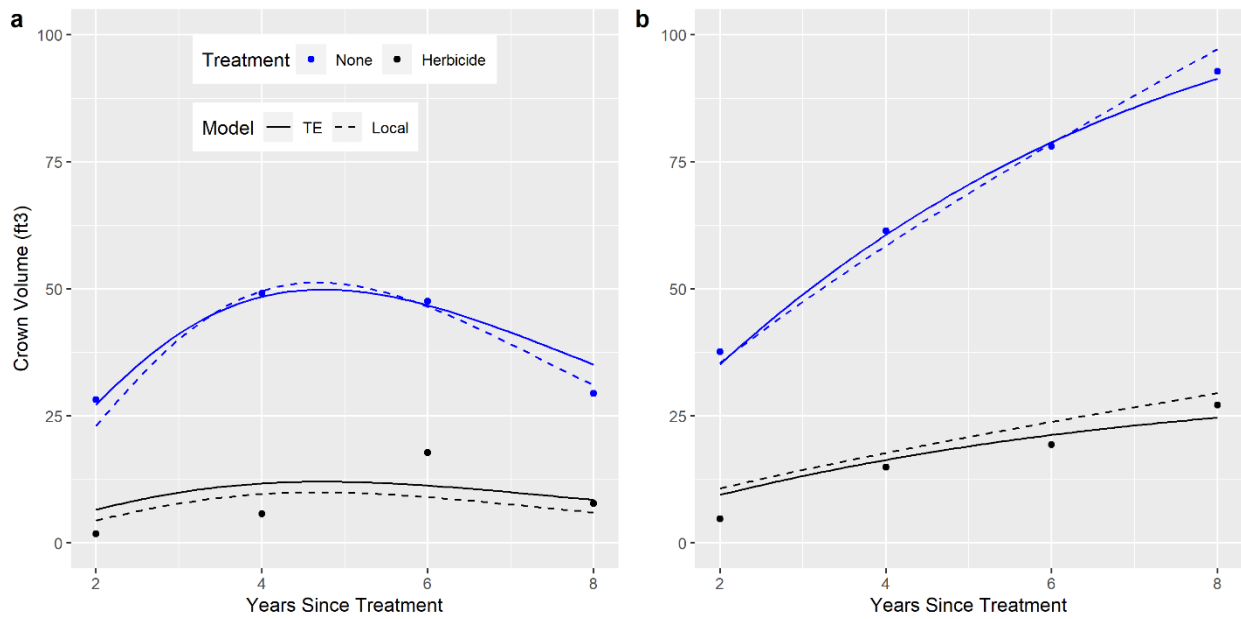 a
100
75
50
25
0
Crown Volume (ft3)
Treatment None Herbicide
Model TE Local
2 4 6 8
Years Since Treatment
b
100
75
50
25
0
2 4 6 8
Years Since Treatment